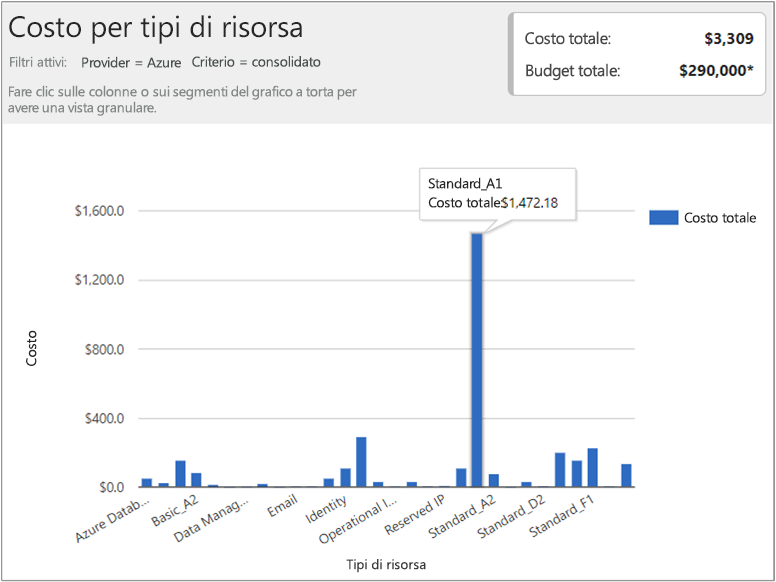 Costo per tipi di risorsa
Costo totale: $3,309
Filtri attivi: Provider = Azure Criterio = consolidato
Budget totale: $290,000*
Fare clic sulle colonne o sui segmenti del grafico a torta per
avere una vista granulare.
Standard_A1
Costo totale$1,472.18
$1,600.0
Costo totale
$1,200.0
$800.0
$400.0
$0.0
Costo
Azure Datab...
Basic_A2
Data Manag...
Email
Identity
Operational I...
Reserved IP
Standard_A2
Standard_D2
Standard_F1
Tipi di risorsa